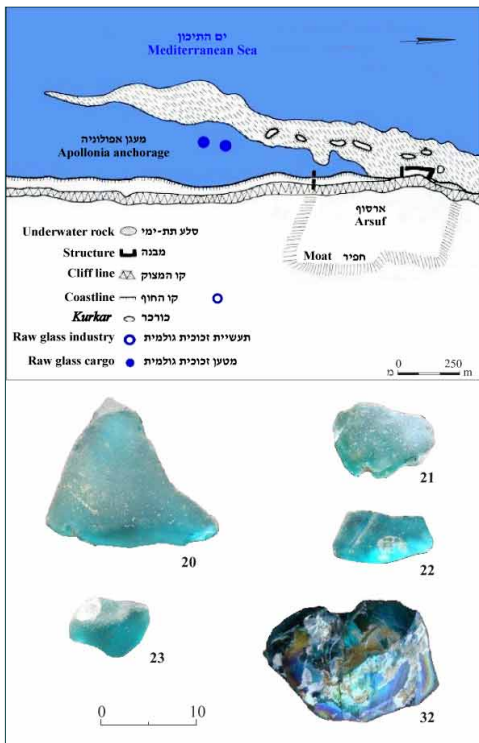 ים התיכון
Mediterranean Sea
מעגן אפולוניה
Apollonia anchorage
D
ארסוף
Arsuf
Moat חפיר
Underwater rock סלע תת-ימי
Structure מבנה
Cliff line קו המצוק
Coastline קו החוף
Kurkar כורכר
Raw glass industry תעשיית זכוכית גולמית
Raw glass cargo מטען זכוכית גולמית
0 250
מ m
20
21
22
23
32
0 10